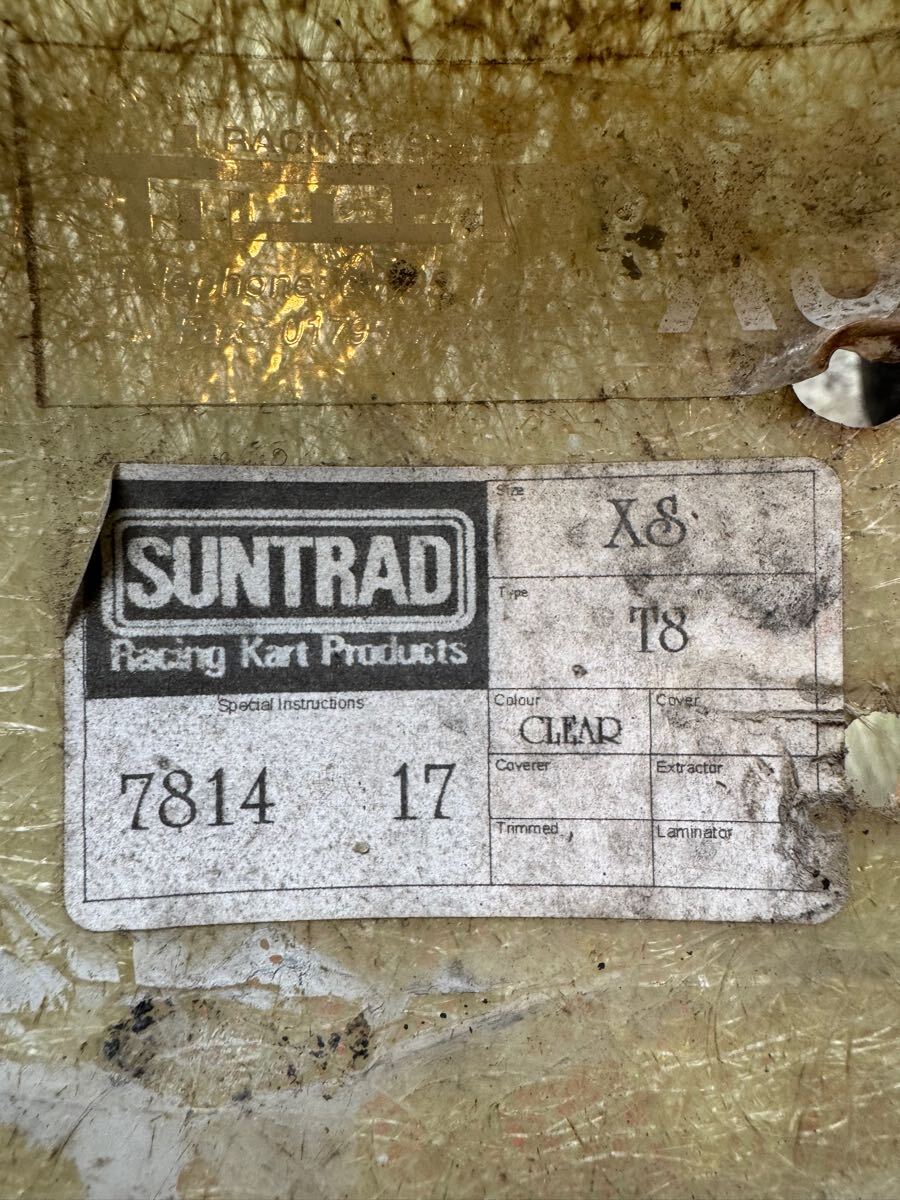 RACING
Fax: 0179
SUNTRAD
Racing Kart Products
Size
XS
Type
T8
Special Instructions
7814 17
Colour
CLEAR
Cover
Coverer
Extractor
Trimmed
Laminator